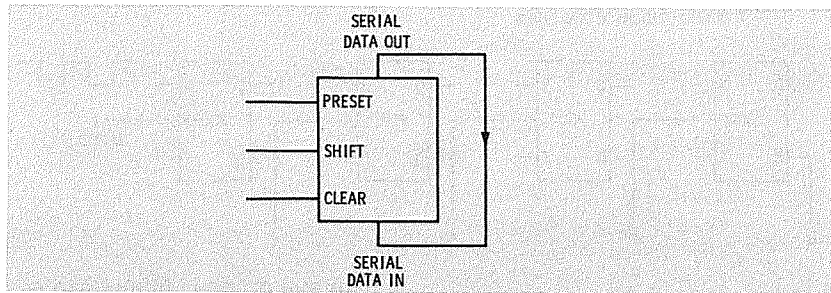 SERIAL
DATA OUT
PRESET
SHIFT
CLEAR
SERIAL
DATA IN